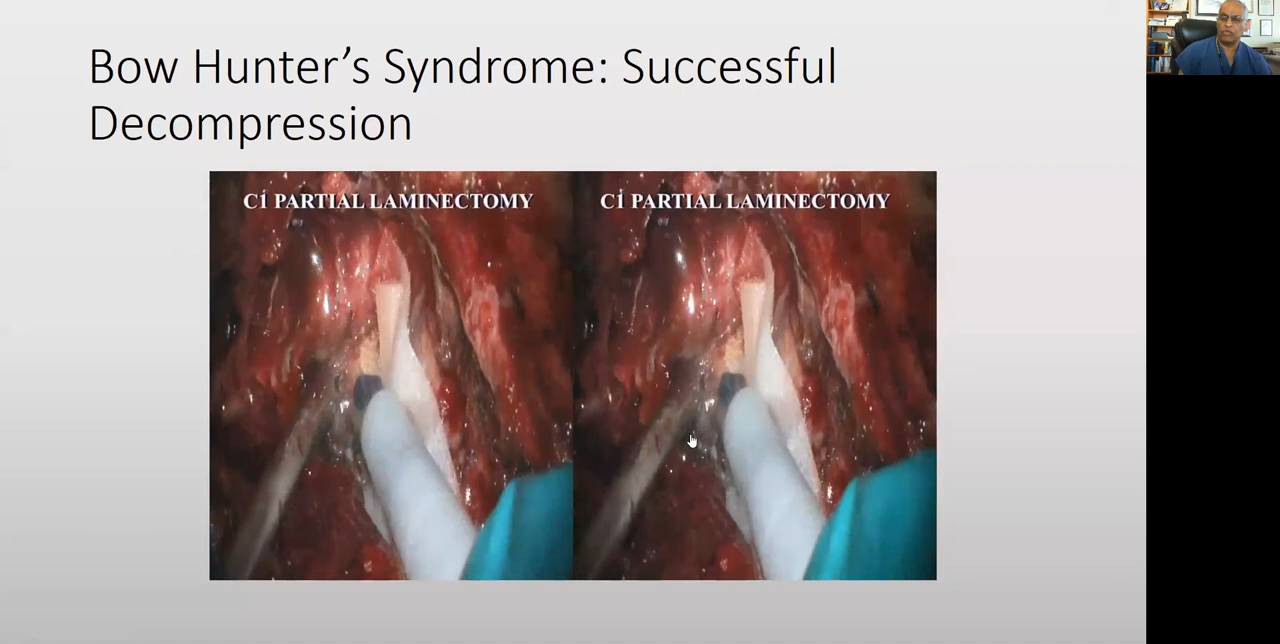 Bow Hunter’s Syndrome: Successful
Decompression
C1 PARTIAL LAMINECTOMY
C1 PARTIAL LAMINECTOMY